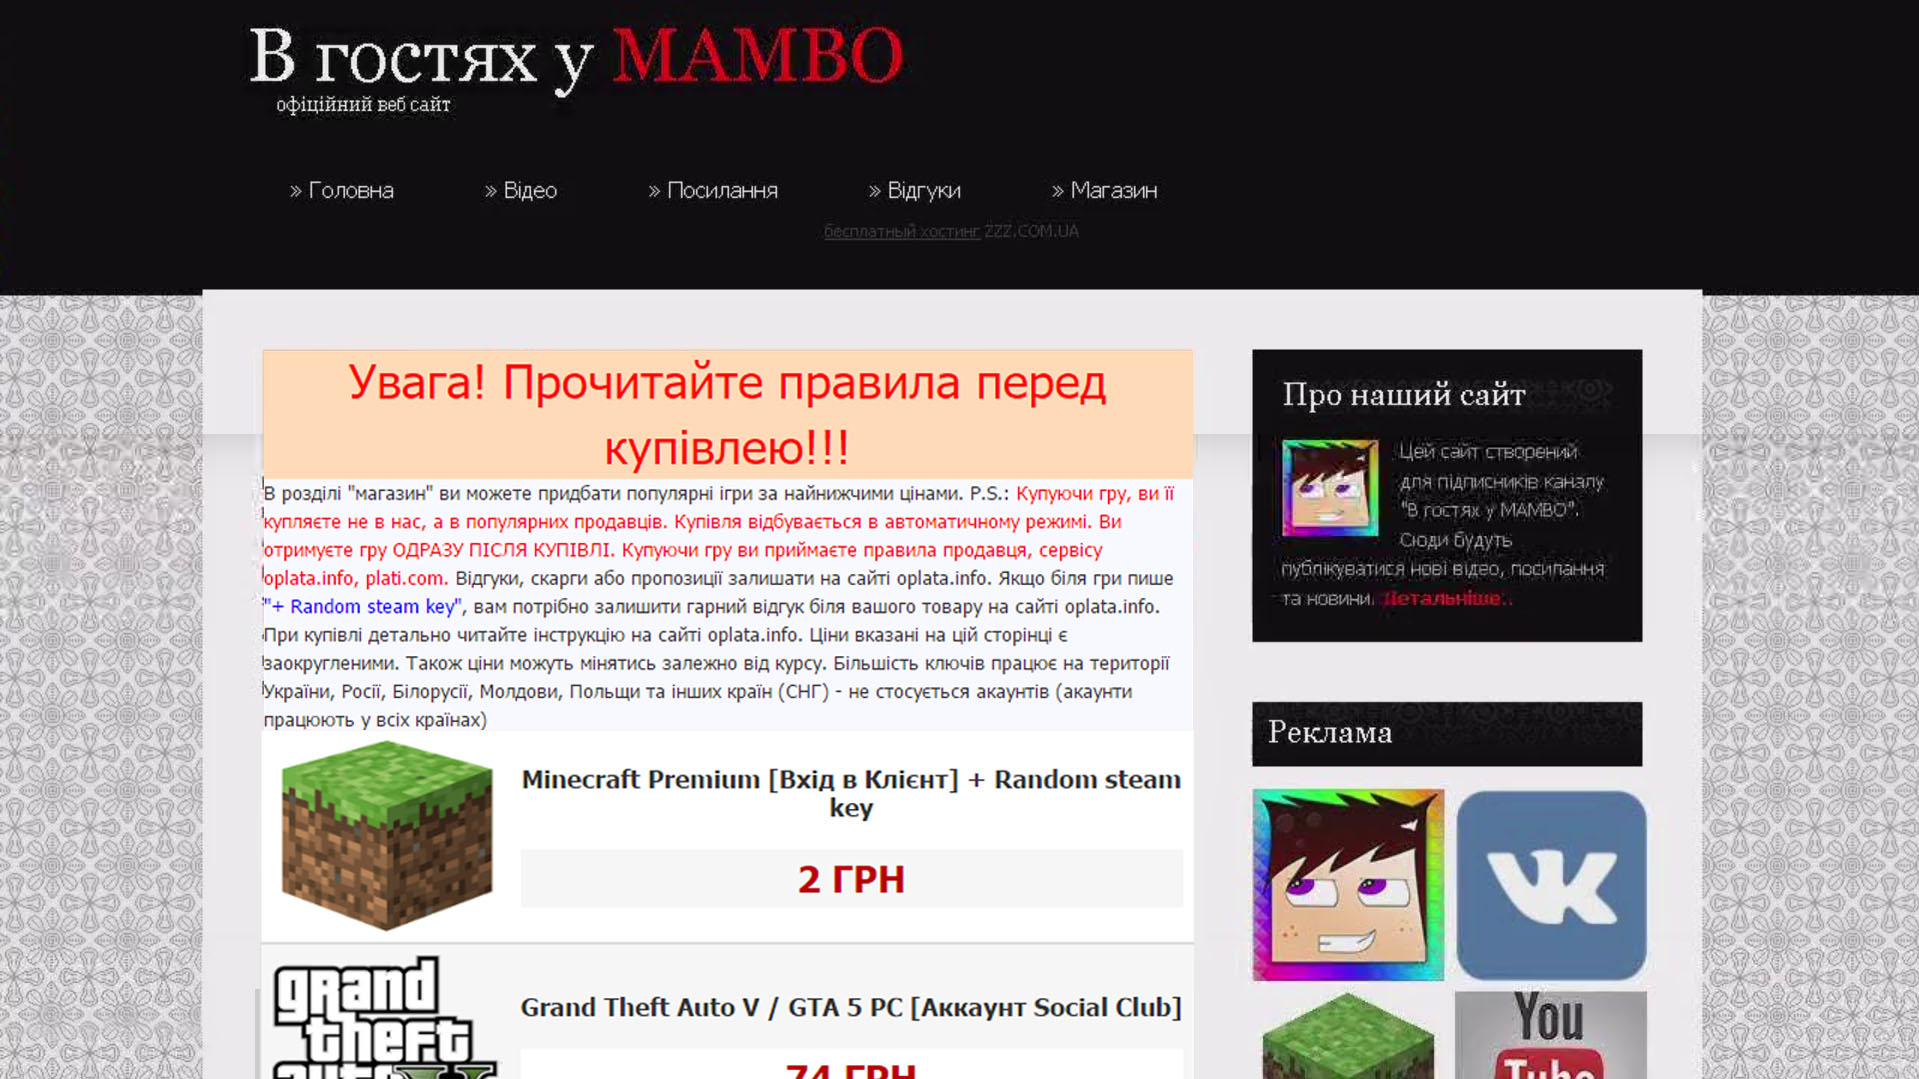 В гостях у MAMBO
офіційний веб сайт
» Головна
» Відео
» Посилання
» Відгуки
» Магазин
бесплатный хостинг ZZZ.COM.UA
Увага! Прочитайте правила перед
купівлею!!!
В розділі "магазин" ви можете придбати популярні ігри за найнижчими цінами. P.S.: Купуючи гру, ви її
купляєте не в нас, а в популярних продавців. Купівля відбувається в автоматичному режимі. Ви
отримуєте гру ОДРАЗУ ПІСЛЯ КУПІВЛІ. Купуючи гру ви приймаєте правила продавця, сервісу
oplata.info, plati.com. Відгуки, скарги або пропозиції залишати на сайті oplata.info. Якщо біля гри пише
"+ Random steam key", вам потрібно залишити гарний відгук біля вашого товару на сайті oplata.info.
При купівлі детально читайте інструкцію на сайті oplata.info. Ціни вказані на цій сторінці є
заокругленими. Також ціни можуть мінятись залежно від курсу. Більшість ключів працює на території
України, Росії, Білорусії, Молдови, Польщи та інших країн (СНГ) - не стосується акаунтів (акаунти
працюють у всіх країнах)
Minecraft Premium [Вхід в Клієнт] + Random steam
key
2 ГРН
grand
theft
auto V
Grand Theft Auto V / GTA 5 PC [Аккаунт Social Club]
74 ГРН
Про наший сайт
Цей сайт створений
для підписників каналу
"В гостях у MAMBO".
Сюди будуть
публікуватися нові відео, посилання
та новини. Детальніше..
Реклама
You
Tube